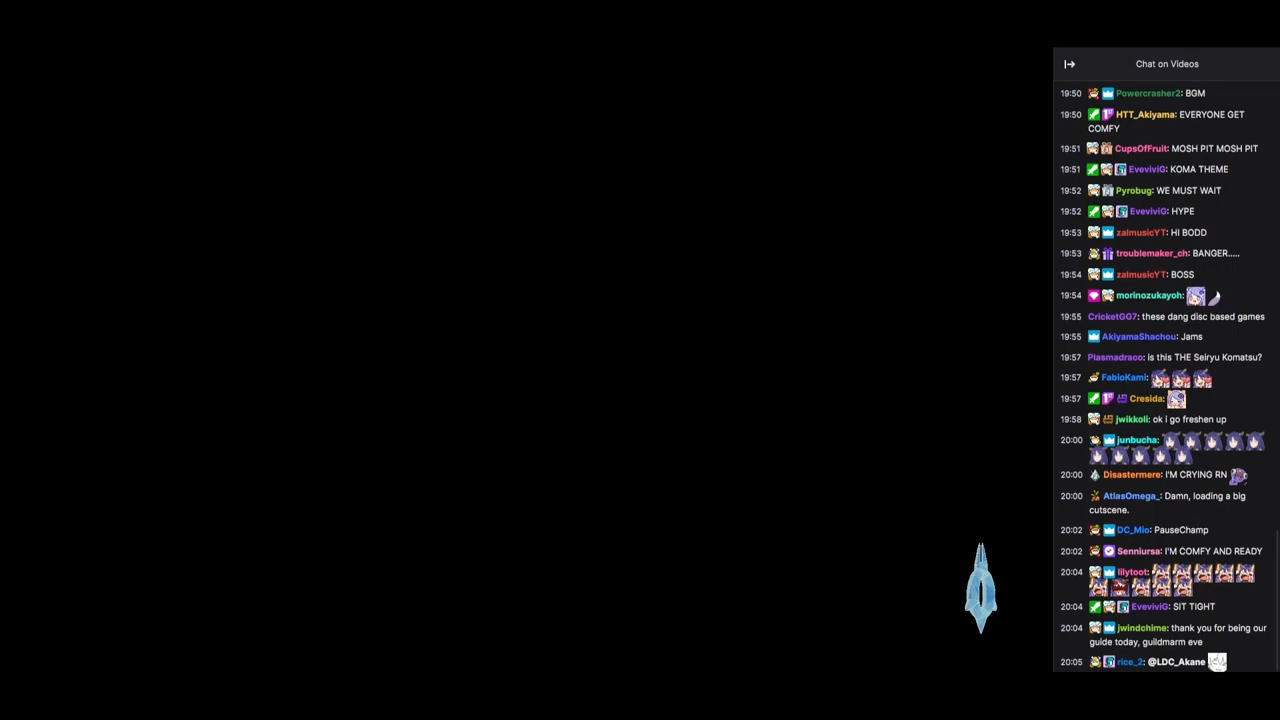 Chat on Videos
19:50 Powercrasher2: BGM
19:50 HTT_Akiyama: EVERYONE GET
COMFY
19:51 CupsOfFruit: MOSH PIT MOSH PIT
19:51 EveviviG: KOMA THEME
19:52 Pyrobug: WE MUST WAIT
19:52 EveviviG: HYPE
19:53 zalmusicYT: HI BODD
19:53 troublemaker_ch: BANGER.....
19:54 zalmusicYT: BOSS
19:54 morinozukayoh:
19:55 CricketGG7: these dang disc based games
19:55 AkiyamaShachou: Jams
19:57 Plasmadraco: is this THE Seiryu Komatsu?
19:57 FabioKami:
19:57 Cresida:
19:58 jwikkoli: ok i go freshen up
20:00 junbucha:
20:00 Disastermere: I'M CRYING RN
20:00 AtlasOmega_: Damn, loading a big
cutscene.
20:02 DC_Mio: PauseChamp
20:02 Senniursa: I'M COMFY AND READY
20:04 lilytoot:
20:04 EveviviG: SIT TIGHT
20:04 jwindchime: thank you for being our
guide today, guildmarm eve
20:05 rice_2: @LDC_Akane